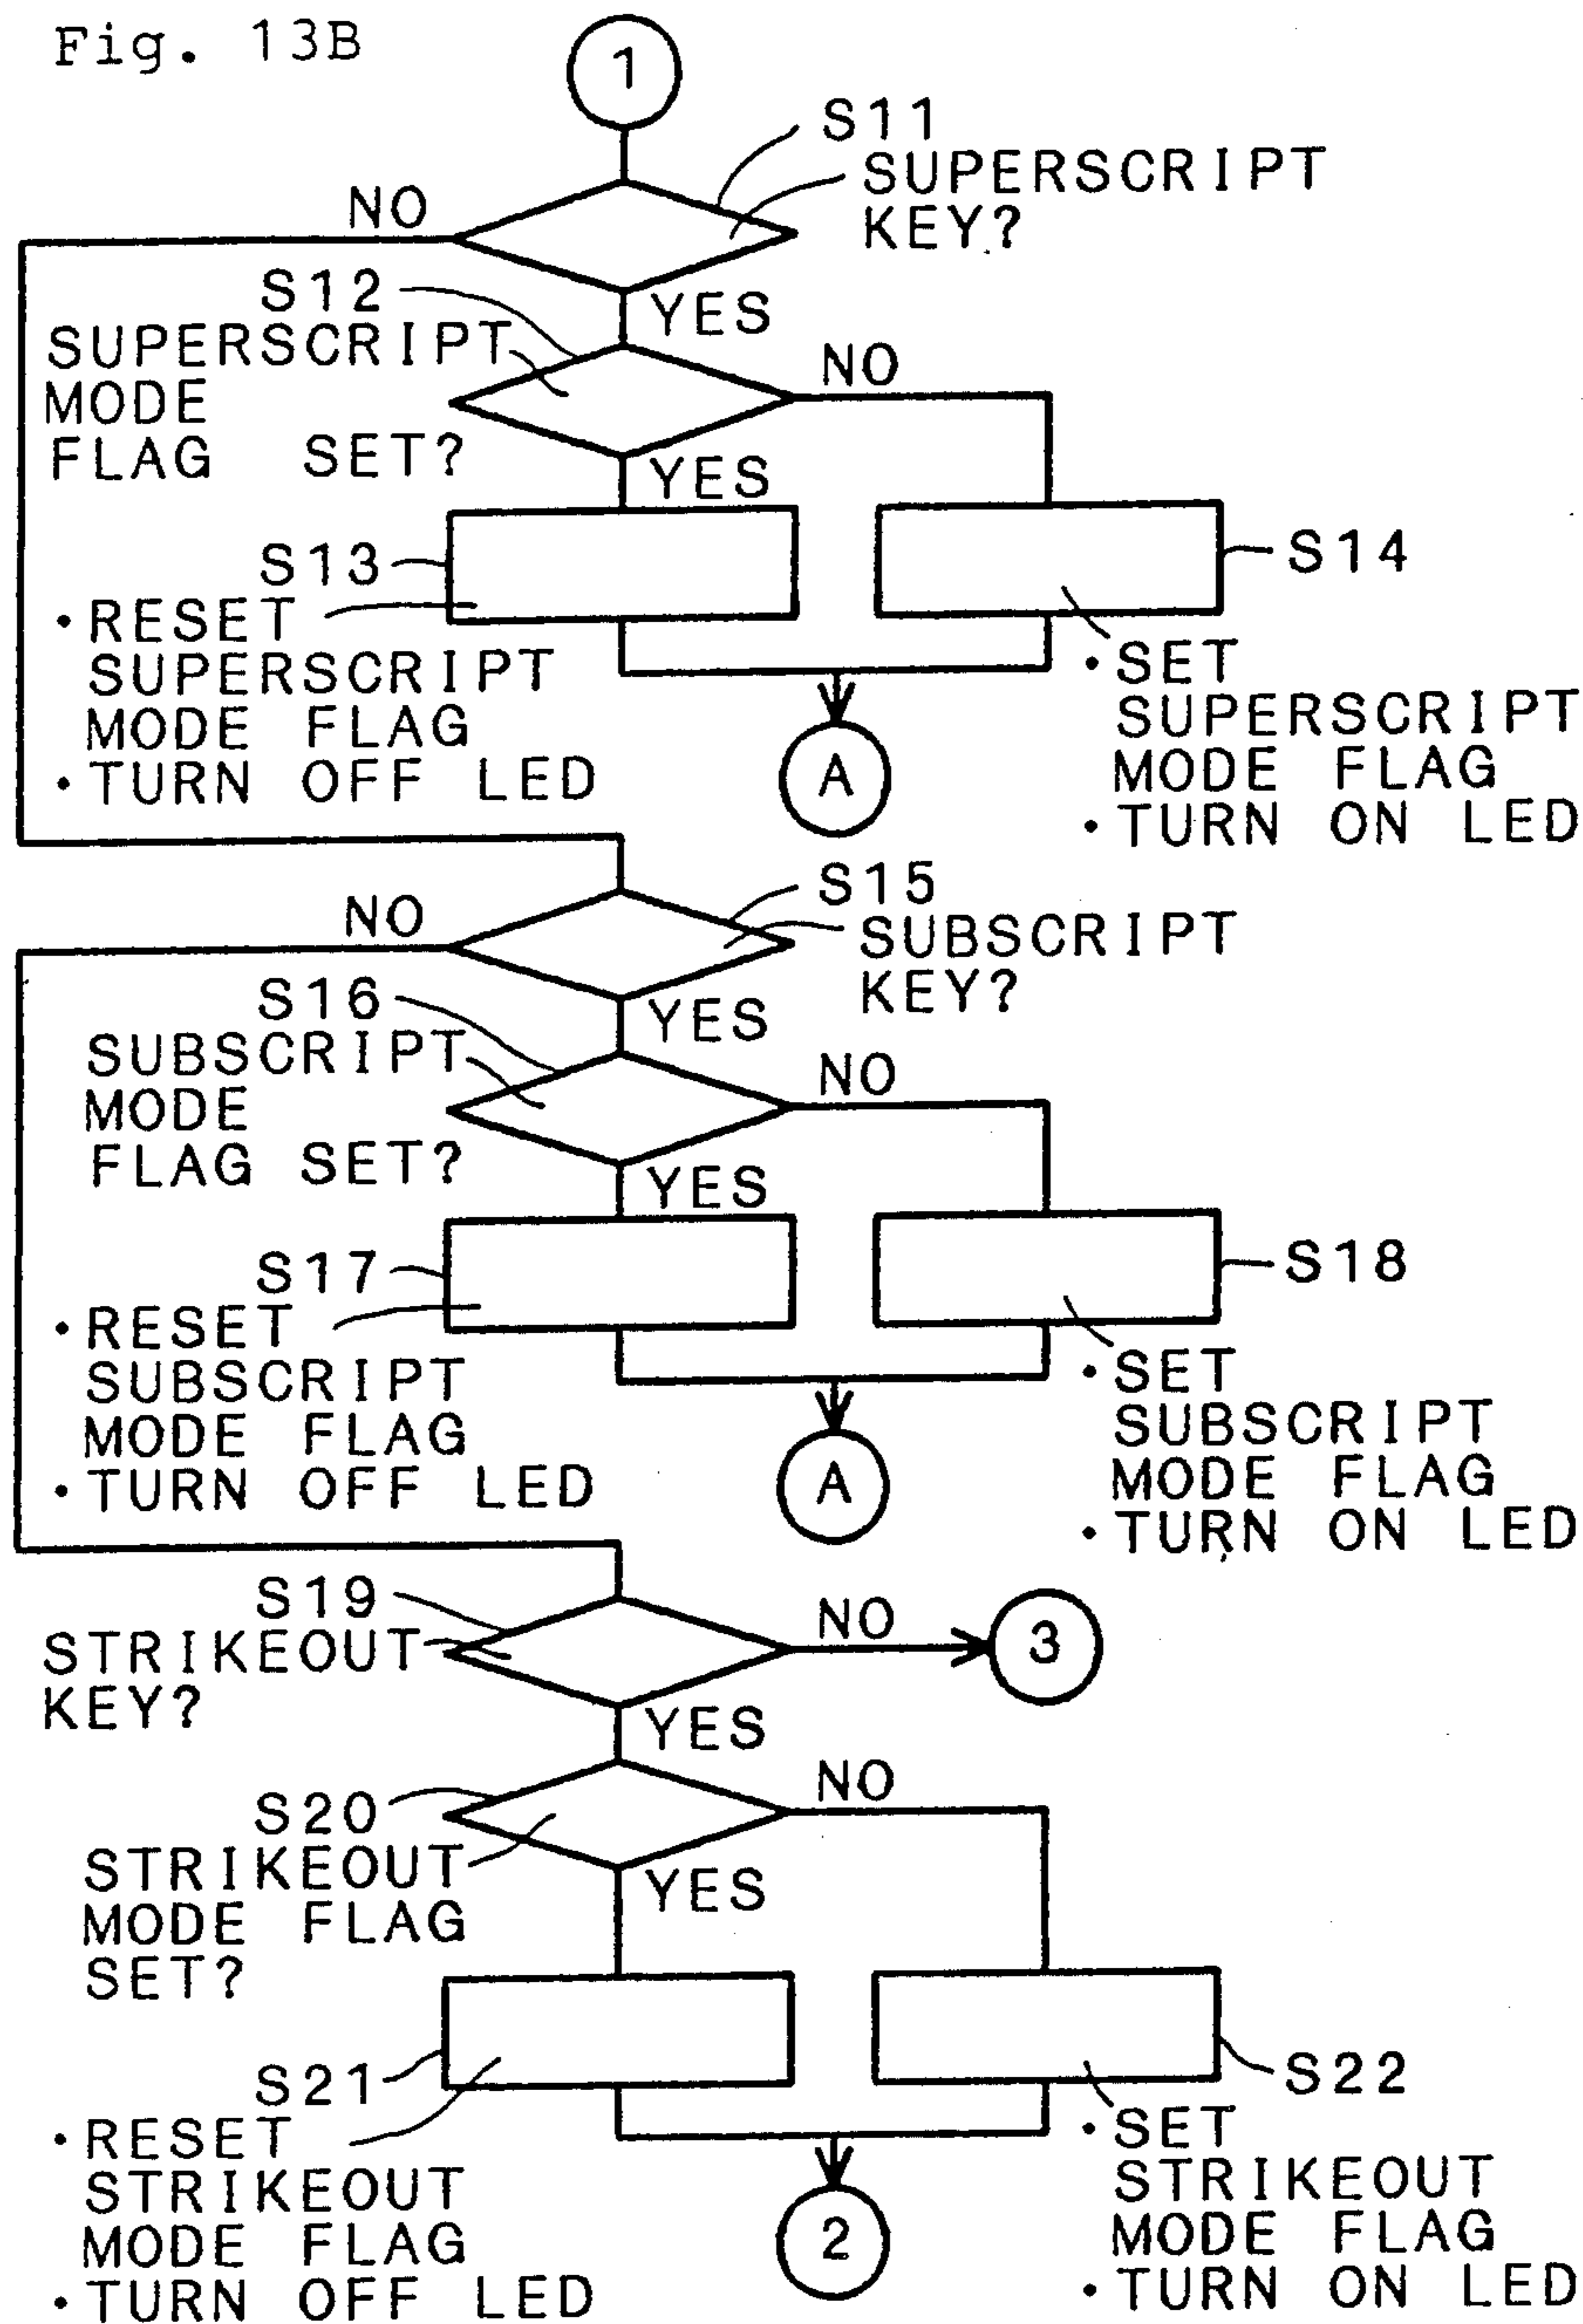 Fig. 13B
1
S11
SUPERSCRIPT
KEY?
NO
YES
S12
SUPERSCRIPT
MODE
FLAG SET?
NO
YES
S13
• RESET
SUPERSCRIPT
MODE FLAG
• TURN OFF LED
S14
• SET
SUPERSCRIPT
MODE FLAG
• TURN ON LED
A
S15
SUBSCRIPT
KEY?
NO
YES
S16
SUBSCRIPT
MODE
FLAG SET?
NO
YES
S17
• RESET
SUBSCRIPT
MODE FLAG
• TURN OFF LED
S18
• SET
SUBSCRIPT
MODE FLAG
• TURN ON LED
A
S19
STRIKEOUT
KEY?
NO
3
YES
S20
STRIKEOUT
MODE FLAG
SET?
NO
YES
S21
• RESET
STRIKEOUT
MODE FLAG
• TURN OFF LED
S22
• SET
STRIKEOUT
MODE FLAG
• TURN ON LED
2